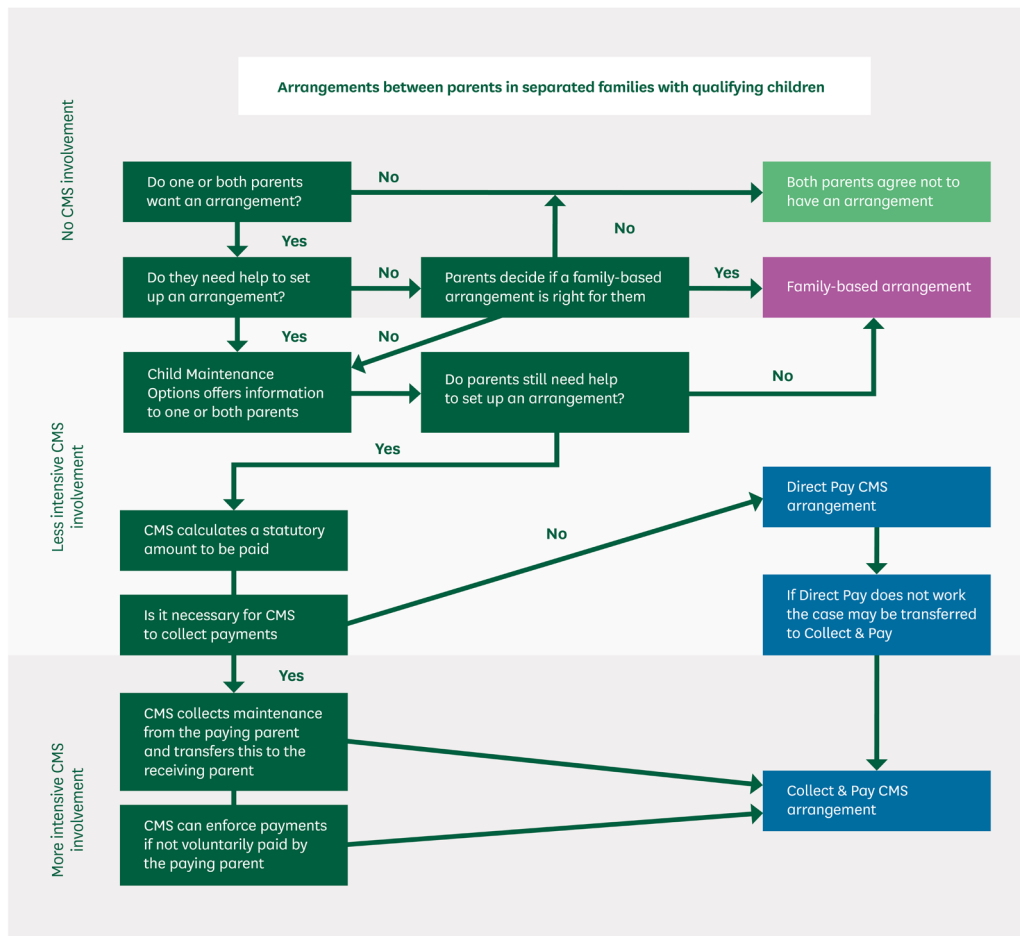 Arrangements between parents in separated families with qualifying children
No CMS involvement
Do one or both parents
want an arrangement?
No
Both parents agree not to
have an arrangement
Yes
No
Do they need help to set
up an arrangement?
No
Parents decide if a family-based
arrangement is right for them
Yes
Family-based arrangement
Yes
No
Less intensive CMS
involvement
Child Maintenance
Options offers information
to one or both parents
Do parents still need help
to set up an arrangement?
No
Yes
Direct Pay CMS
arrangement
CMS calculates a statutory
amount to be paid
No
If Direct Pay does not work
the case may be transferred
to Collect & Pay
Is it necessary for CMS
to collect payments
Yes
More intensive CMS
involvement
CMS collects maintenance
from the paying parent
and transfers this to the
receiving parent
Collect & Pay CMS
arrangement
CMS can enforce payments
if not voluntarily paid by
the paying parent